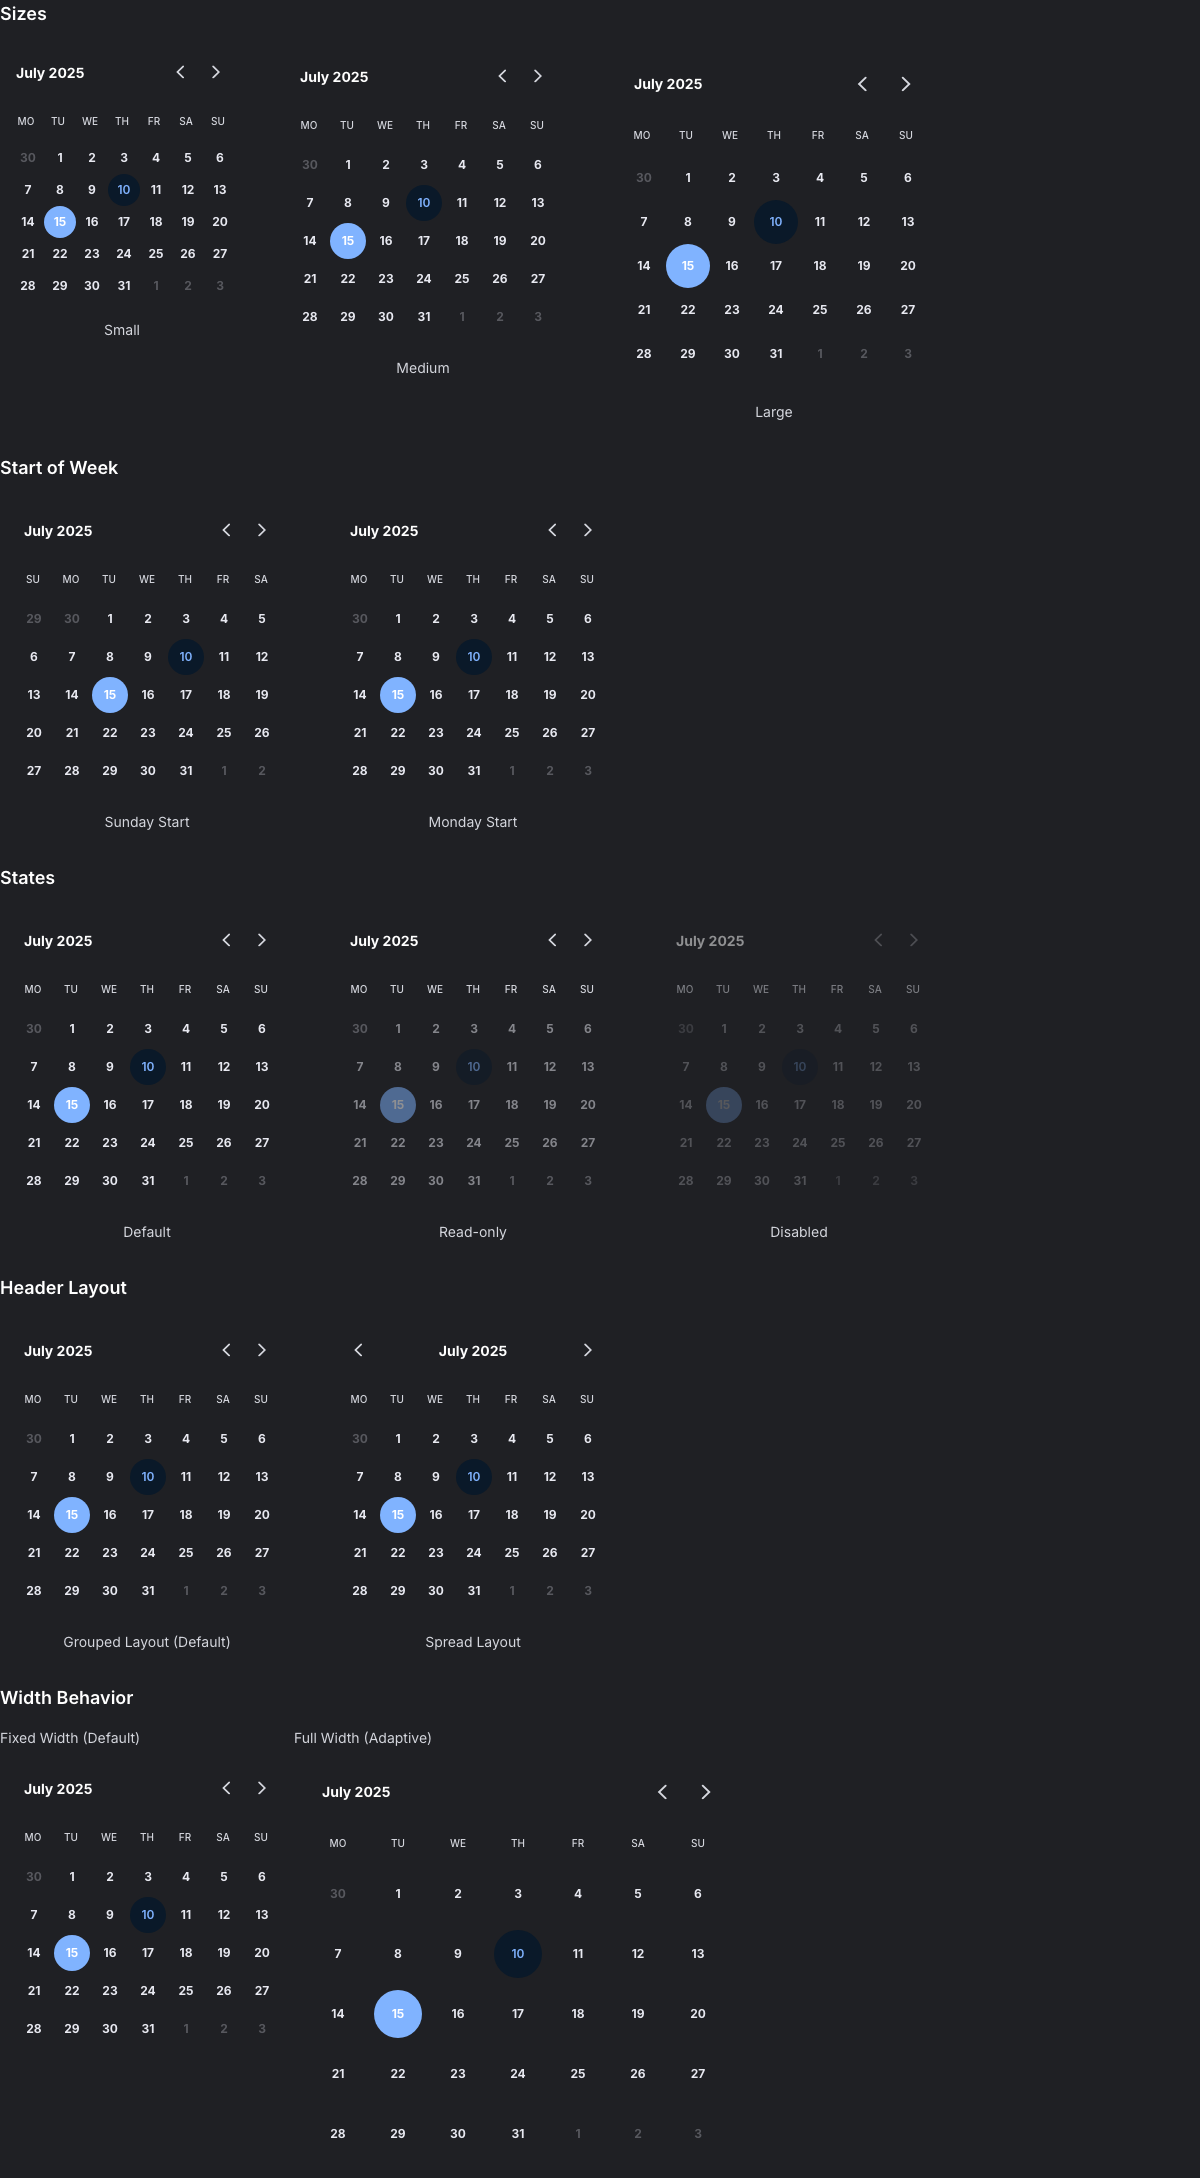 Sizes
July 2025
MO TU WE TH FR SA SU
30 1 2 3 4 5 6
7 8 9 10 11 12 13
14 15 16 17 18 19 20
21 22 23 24 25 26 27
28 29 30 31 1 2 3
Small
July 2025
MO TU WE TH FR SA SU
30 1 2 3 4 5 6
7 8 9 10 11 12 13
14 15 16 17 18 19 20
21 22 23 24 25 26 27
28 29 30 31 1 2 3
Medium
July 2025
MO TU WE TH FR SA SU
30 1 2 3 4 5 6
7 8 9 10 11 12 13
14 15 16 17 18 19 20
21 22 23 24 25 26 27
28 29 30 31 1 2 3
Large
Start of Week
July 2025
SU MO TU WE TH FR SA
29 30 1 2 3 4 5
6 7 8 9 10 11 12
13 14 15 16 17 18 19
20 21 22 23 24 25 26
27 28 29 30 31 1 2
Sunday Start
July 2025
MO TU WE TH FR SA SU
30 1 2 3 4 5 6
7 8 9 10 11 12 13
14 15 16 17 18 19 20
21 22 23 24 25 26 27
28 29 30 31 1 2 3
Monday Start
States
July 2025
MO TU WE TH FR SA SU
30 1 2 3 4 5 6
7 8 9 10 11 12 13
14 15 16 17 18 19 20
21 22 23 24 25 26 27
28 29 30 31 1 2 3
Default
July 2025
MO TU WE TH FR SA SU
30 1 2 3 4 5 6
7 8 9 10 11 12 13
14 15 16 17 18 19 20
21 22 23 24 25 26 27
28 29 30 31 1 2 3
Read-only
July 2025
MO TU WE TH FR SA SU
30 1 2 3 4 5 6
7 8 9 10 11 12 13
14 15 16 17 18 19 20
21 22 23 24 25 26 27
28 29 30 31 1 2 3
Disabled
Header Layout
July 2025
MO TU WE TH FR SA SU
30 1 2 3 4 5 6
7 8 9 10 11 12 13
14 15 16 17 18 19 20
21 22 23 24 25 26 27
28 29 30 31 1 2 3
Grouped Layout (Default)
July 2025
MO TU WE TH FR SA SU
30 1 2 3 4 5 6
7 8 9 10 11 12 13
14 15 16 17 18 19 20
21 22 23 24 25 26 27
28 29 30 31 1 2 3
Spread Layout
Width Behavior
Fixed Width (Default)
July 2025
MO TU WE TH FR SA SU
30 1 2 3 4 5 6
7 8 9 10 11 12 13
14 15 16 17 18 19 20
21 22 23 24 25 26 27
28 29 30 31 1 2 3
Full Width (Adaptive)
July 2025
MO TU WE TH FR SA SU
30 1 2 3 4 5 6
7 8 9 10 11 12 13
14 15 16 17 18 19 20
21 22 23 24 25 26 27
28 29 30 31 1 2 3